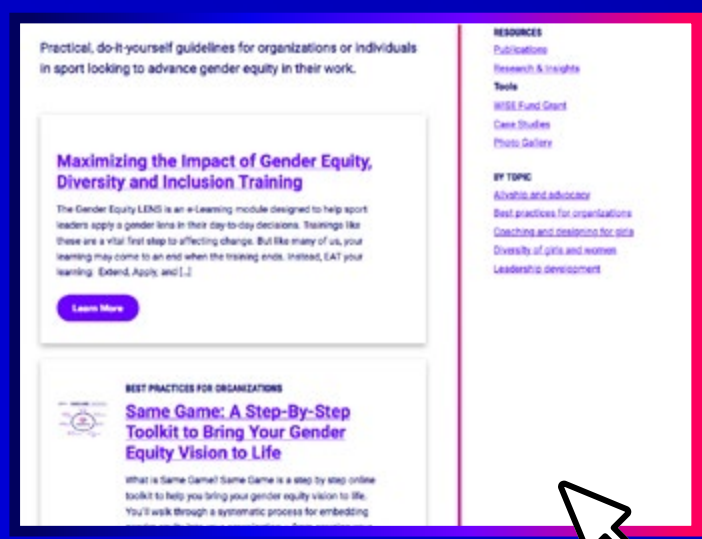 Practical, do-it-yourself guidelines for organizations or individuals
in sport looking to advance gender equity in their work.
Maximizing the Impact of Gender Equity,
Diversity and Inclusion Training
The Gender Equity LENS is an e-Learning module designed to help sport
leaders apply a gender lens in their day-to-day decisions. Trainings like
these are a vital first step to affecting change. But like many of us, your
learning may come to an end when the training ends. Instead, EAT your
learning: Extend, Apply, and [...]
Learn More
BEST PRACTICES FOR ORGANIZATIONS
Same Game: A Step-By-Step
Toolkit to Bring Your Gender
Equity Vision to Life
What is Same Game? Same Game is a step by step online
toolkit to help you bring your gender equity vision to life.
You'll walk through a systematic process for embedding
RESOURCES
Publications
Research & Insights
Tools
WISE Fund Grant
Case Studies
Photo Gallery
BY TOPIC
Allyship and advocacy
Best practices for organizations
Coaching and designing for girls
Diversity of girls and women
Leadership development